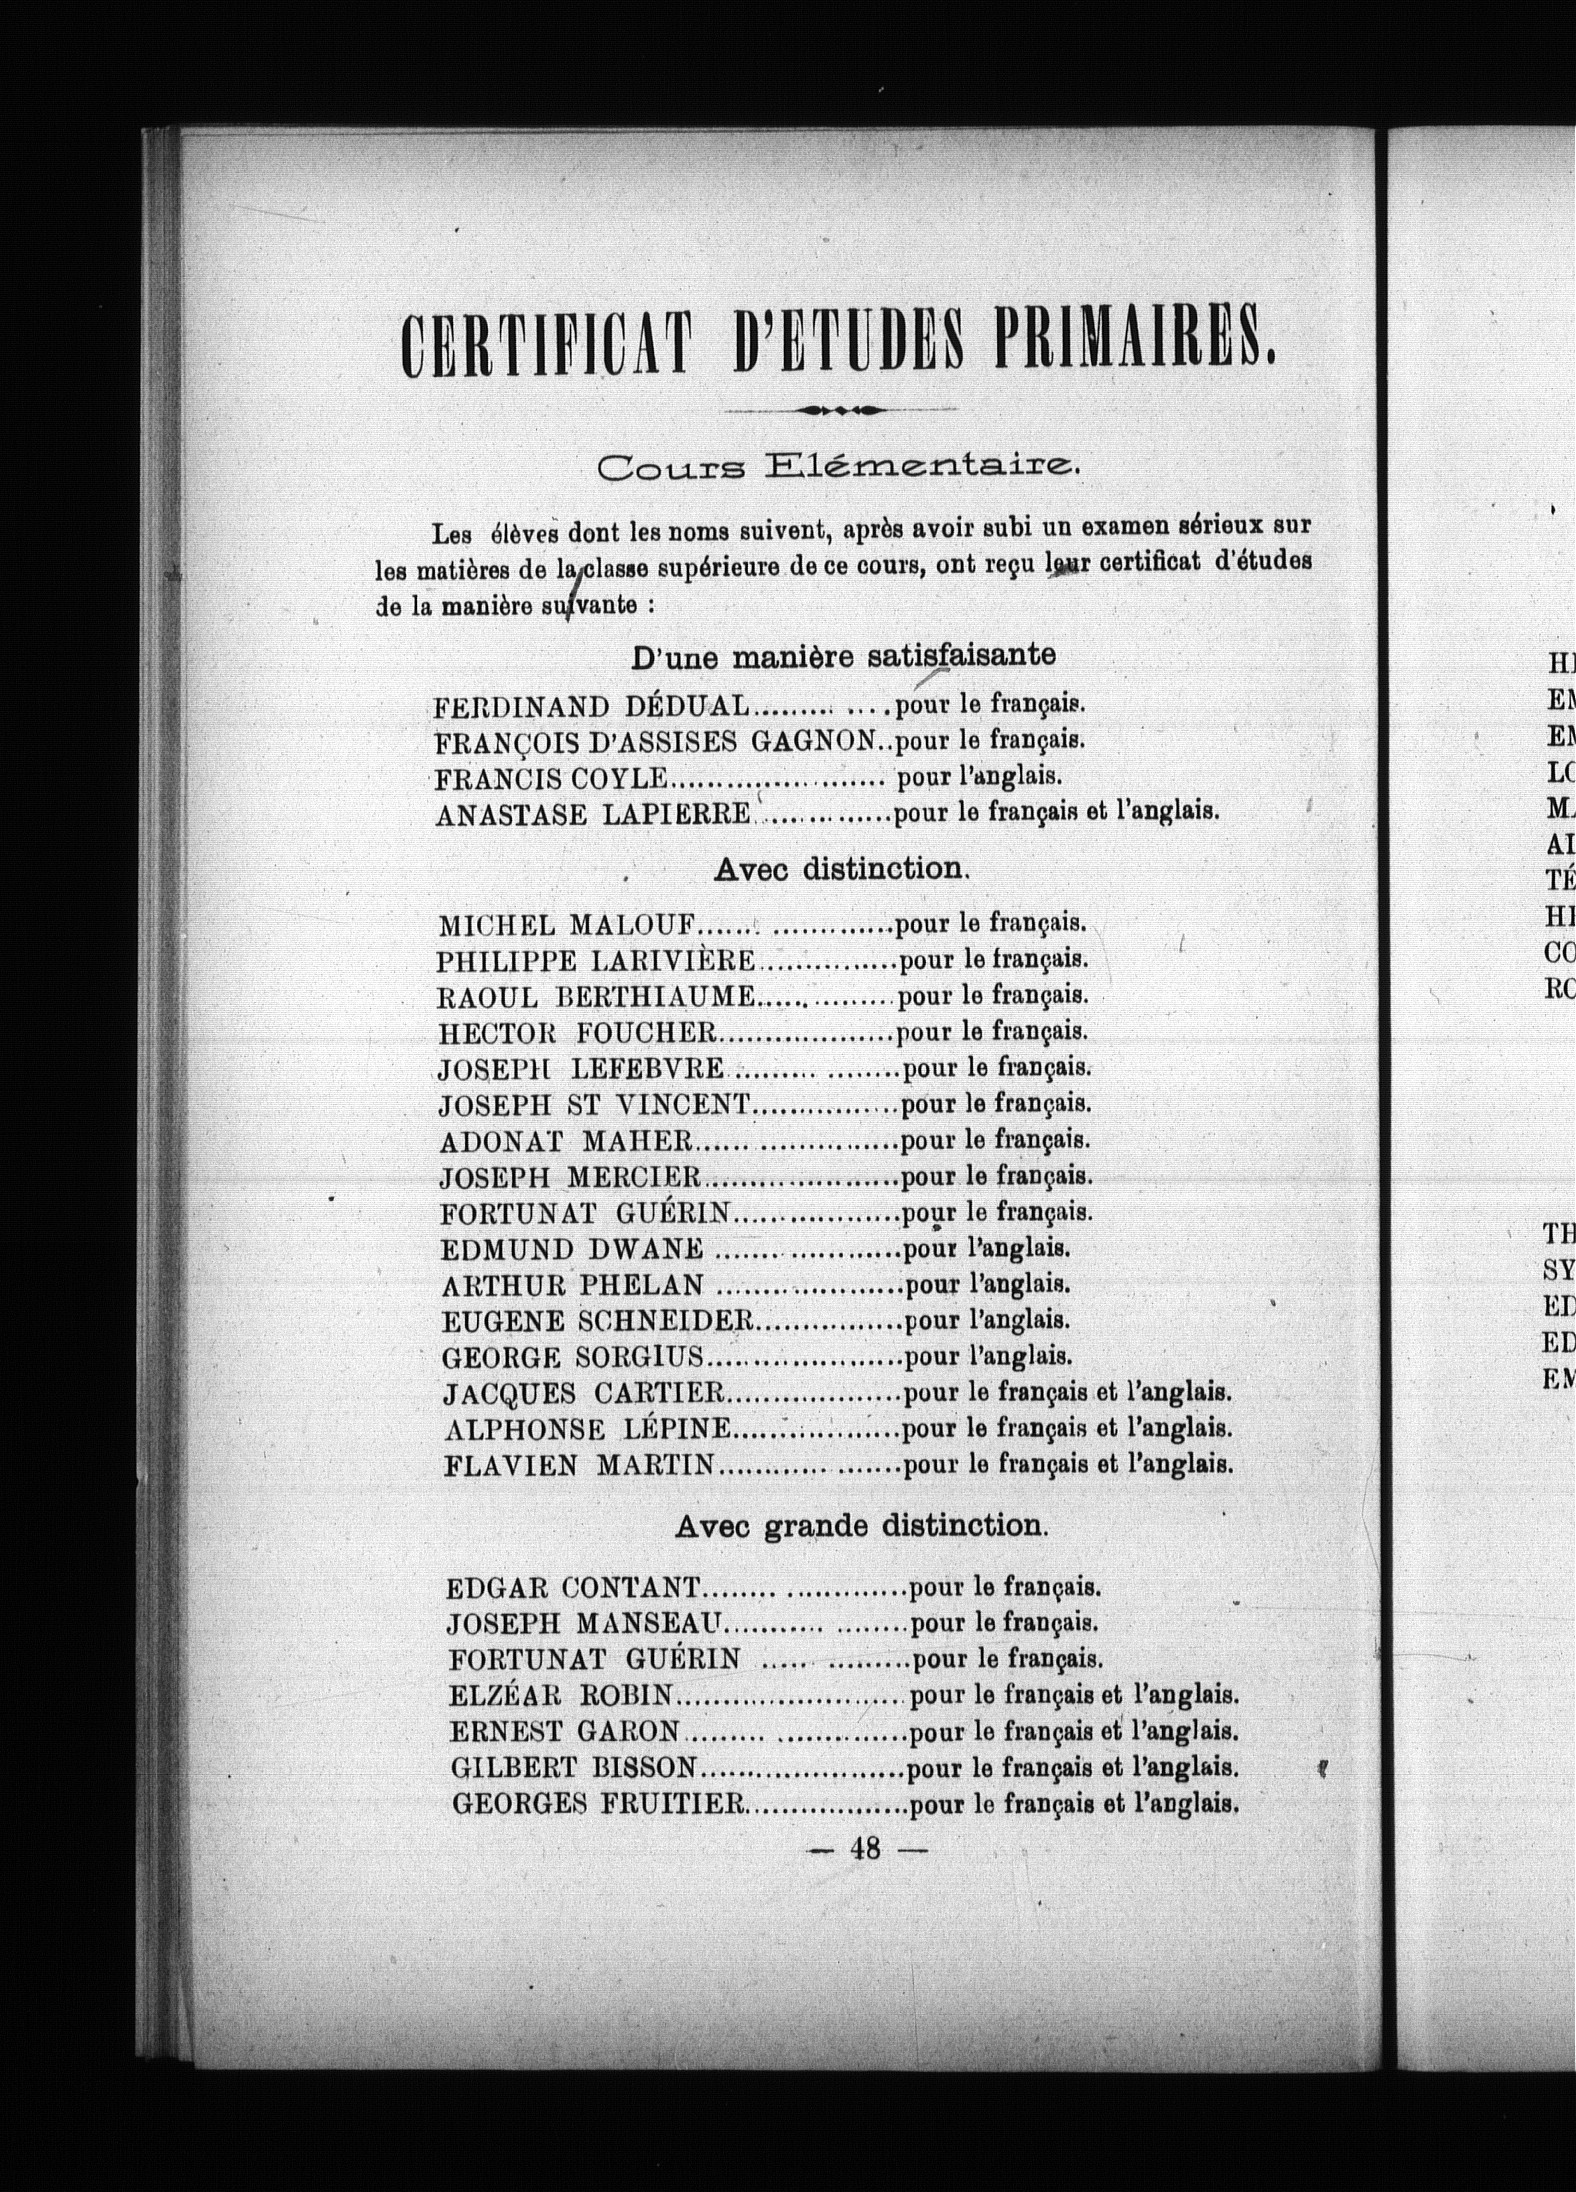 CERTIFICAT D'ETUDES PRIMAIRES.
Cours Elémentaire.
Les élèves dont les noms suivent, après avoir subi un examen sérieux sur
les matières de la classe supérieure de ce cours, ont reçu leur certificat d'études
de la manière suivante :
D'une manière satisfaisante
FERDINAND DÉDUAL......... ....pour le français.
FRANÇOIS D'ASSISES GAGNON..pour le français.
FRANCIS COYLE........................ pour l'anglais.
ANASTASE LAPIERRE ..............pour le français et l'anglais.
Avec distinction.
MICHEL MALOUF....... .............pour le français.
PHILIPPE LARIVIÈRE...............pour le français.
RAOUL BERTHIAUME............... pour le français.
HECTOR FOUCHER...................pour le français.
JOSEPH LEFEBVRE ......... ........pour le français.
JOSEPH ST VINCENT................pour le français.
ADONAT MAHER...... ................pour le français.
JOSEPH MERCIER.....................pour le français.
FORTUNAT GUÉRIN..................pour le français.
EDMUND DWANE ....... ............pour l'anglais.
ARTHUR PHELAN ....................pour l'anglais.
EUGENE SCHNEIDER................pour l'anglais.
GEORGE SORGIUS.....................pour l'anglais.
JACQUES CARTIER...................pour le français et l'anglais.
ALPHONSE LÉPINE..................pour le français et l'anglais.
FLAVIEN MARTIN............ .......pour le français et l'anglais.
Avec grande distinction.
EDGAR CONTANT........ .............pour le français.
JOSEPH MANSEAU........... ........pour le français.
FORTUNAT GUÉRIN ...... .........pour le français.
ELZÉAR ROBIN......................... pour le français et l'anglais.
ERNEST GARON......... ..............pour le français et l'anglais.
GILBERT BISSON......................pour le français et l'anglais.
GEORGES FRUITIER..................pour le français et l'anglais.
— 48 —